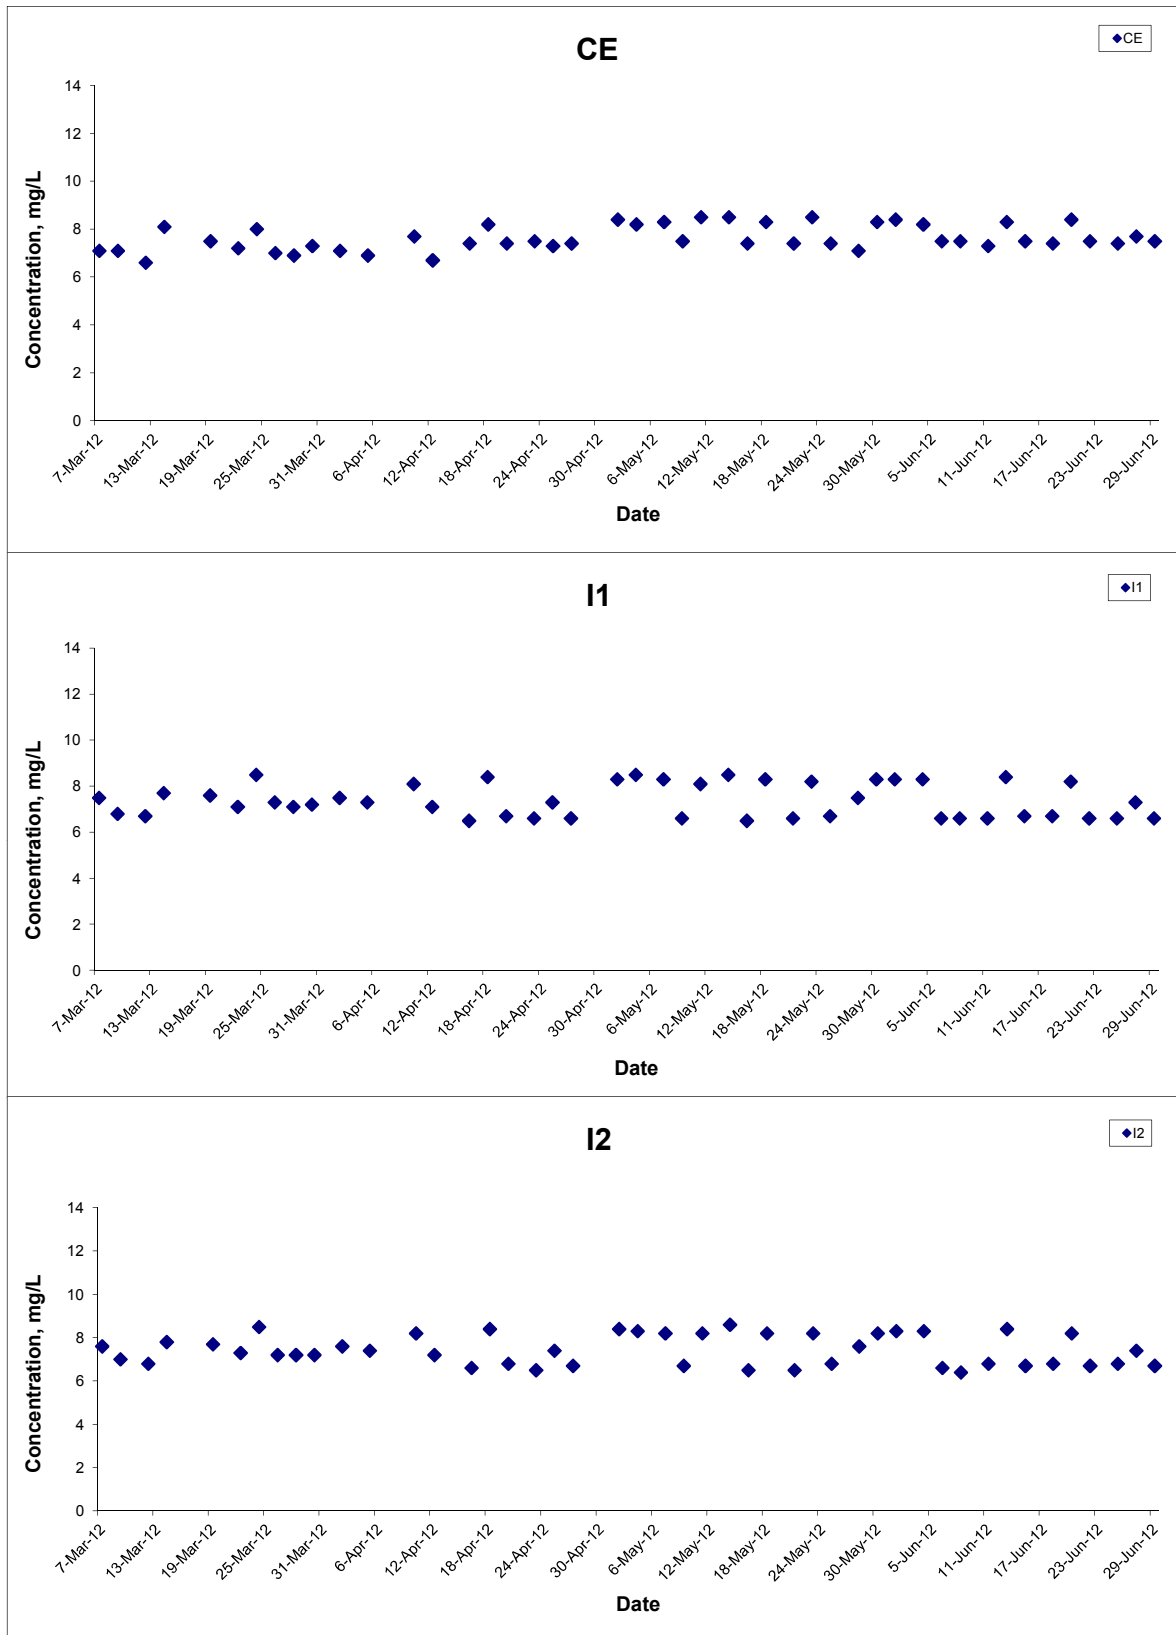 CE
CE
14
12
10
8
6
4
2
0
Concentration, mg/L
7-Mar-12
13-Mar-12
19-Mar-12
25-Mar-12
31-Mar-12
6-Apr-12
12-Apr-12
18-Apr-12
24-Apr-12
30-Apr-12
6-May-12
12-May-12
18-May-12
24-May-12
30-May-12
5-Jun-12
11-Jun-12
17-Jun-12
23-Jun-12
29-Jun-12
Date
I1
I1
14
12
10
8
6
4
2
0
Concentration, mg/L
7-Mar-12
13-Mar-12
19-Mar-12
25-Mar-12
31-Mar-12
6-Apr-12
12-Apr-12
18-Apr-12
24-Apr-12
30-Apr-12
6-May-12
12-May-12
18-May-12
24-May-12
30-May-12
5-Jun-12
11-Jun-12
17-Jun-12
23-Jun-12
29-Jun-12
Date
I2
I2
14
12
10
8
6
4
2
0
Concentration, mg/L
7-Mar-12
13-Mar-12
19-Mar-12
25-Mar-12
31-Mar-12
6-Apr-12
12-Apr-12
18-Apr-12
24-Apr-12
30-Apr-12
6-May-12
12-May-12
18-May-12
24-May-12
30-May-12
5-Jun-12
11-Jun-12
17-Jun-12
23-Jun-12
29-Jun-12
Date